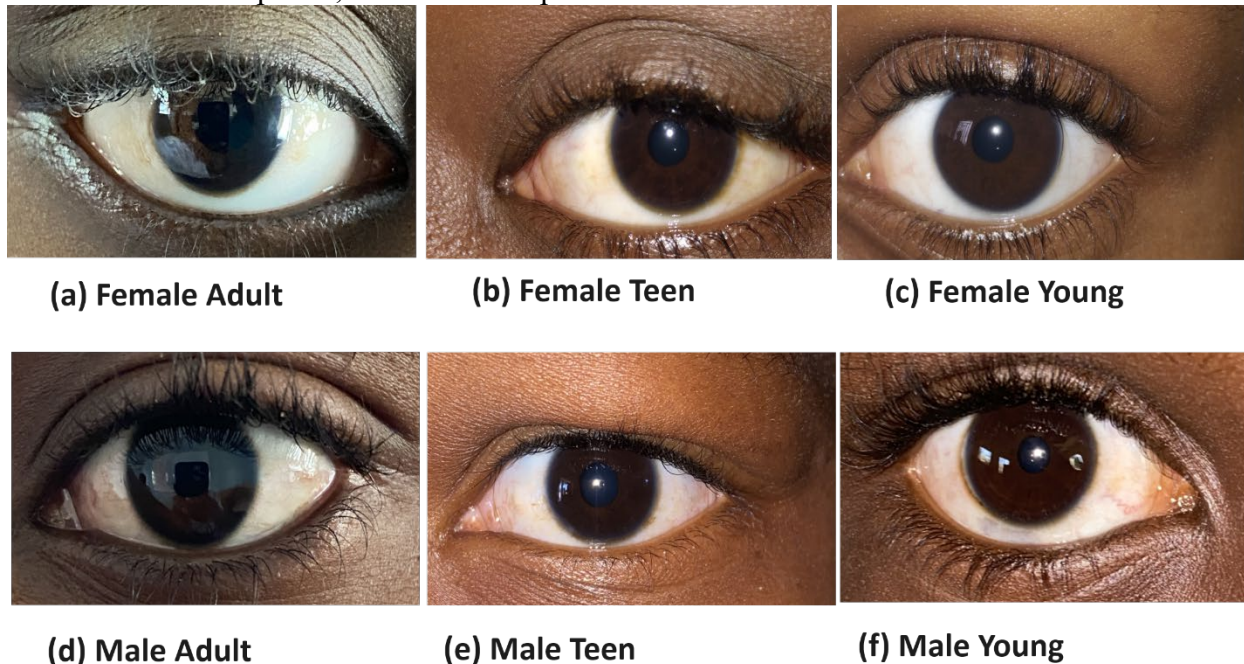 (a) Female Adult
(b) Female Teen
(c) Female Young
(d) Male Adult
(e) Male Teen
(f) Male Young